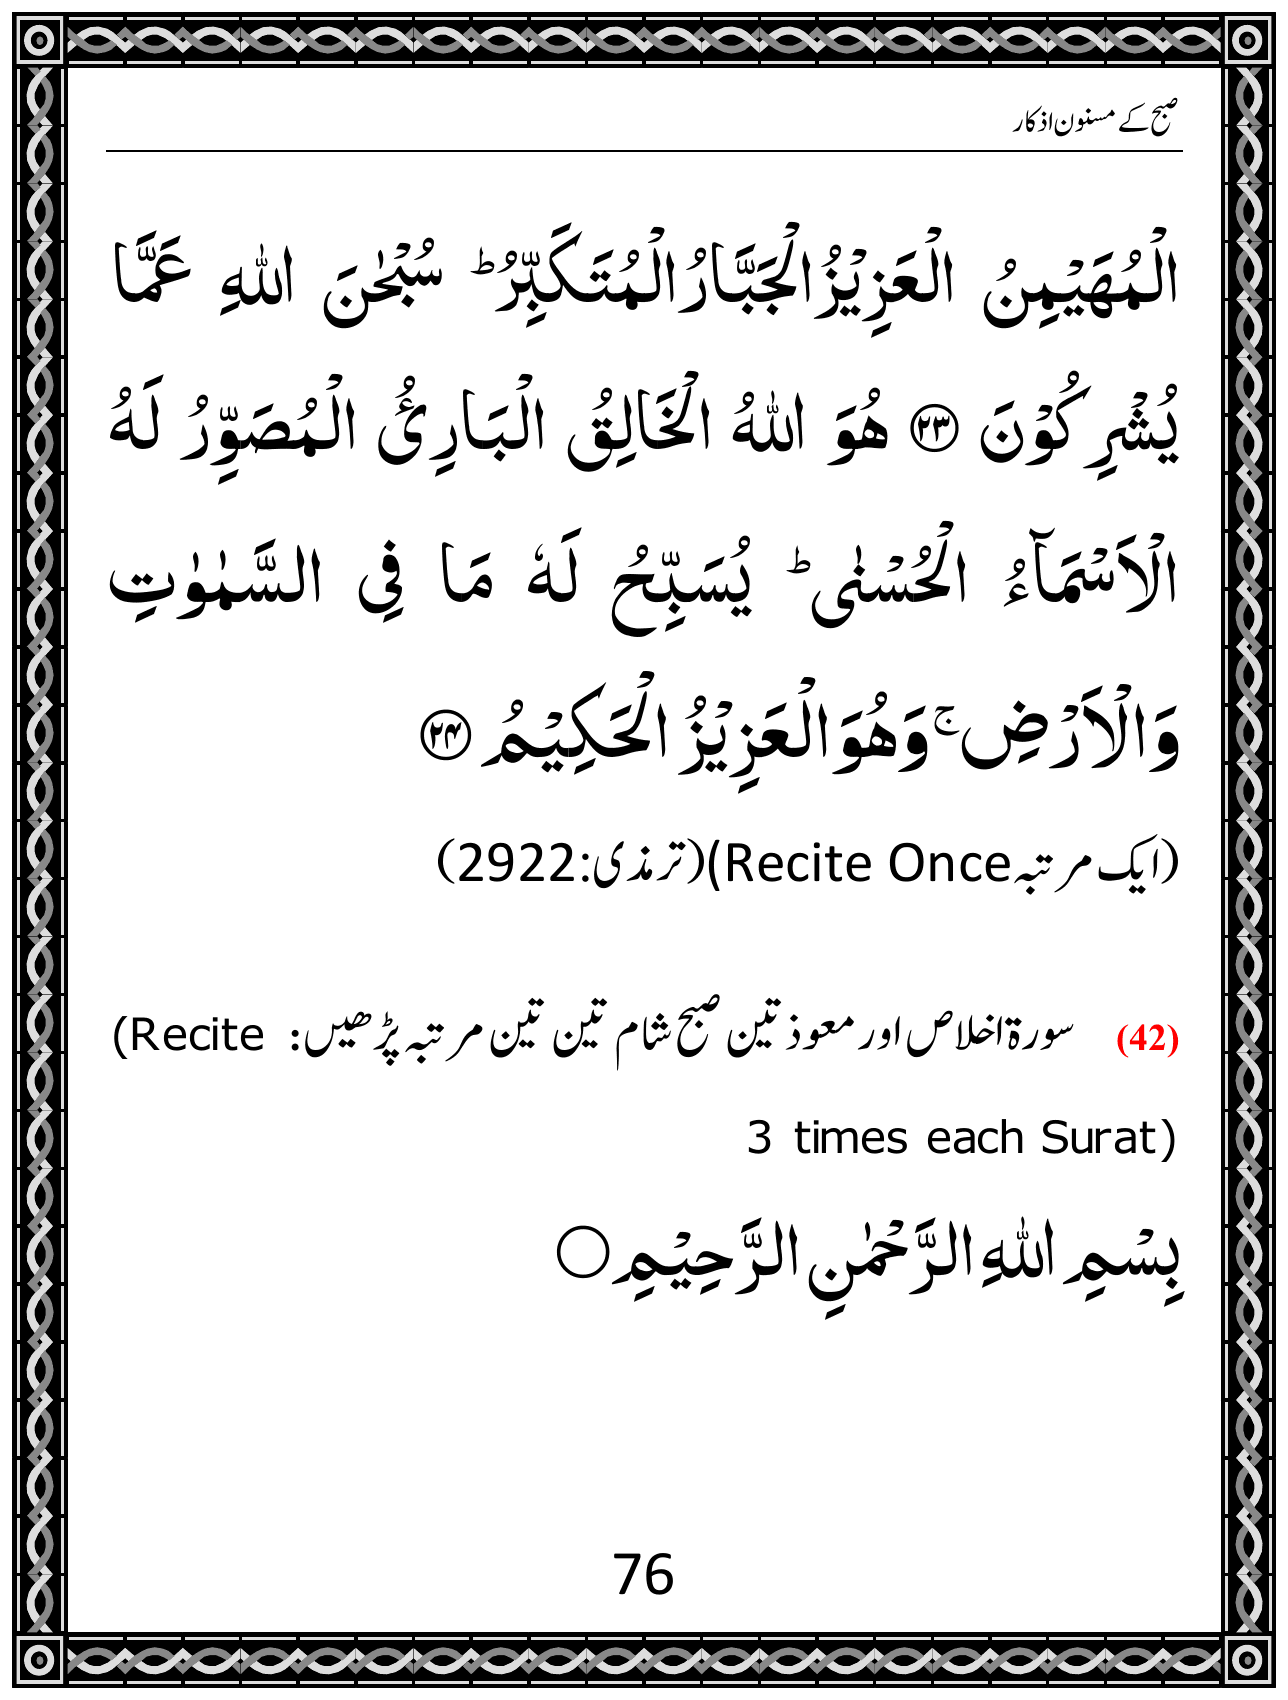 صبح کے مسنون اذکار
الْمُهَيْمِنُ الْعَزِيْزُ الْجَبَّارُ الْمُتَكَبِّرُ ؕ سُبْحٰنَ اللّٰهِ عَمَّا
يُشْرِكُوْنَ ﴿۲۳﴾ هُوَ اللّٰهُ الْخَالِقُ الْبَارِئُ الْمُصَوِّرُ لَهُ
الْاَسْمَآءُ الْحُسْنٰى ؕ يُسَبِّحُ لَهٗ مَا فِى السَّمٰوٰتِ
وَالْاَرْضِ ۚ وَهُوَ الْعَزِيْزُ الْحَكِيْمُ ﴿۲۴﴾
(ایک مرتبہ Recite Once)(ترمذی:2922)
(42) سورۃ اخلاص اور معوذتین صبح شام تین تین مرتبہ پڑھیں: (Recite
3 times each Surat)
بِسْمِ اللّٰهِ الرَّحْمٰنِ الرَّحِيْمِ ○
76